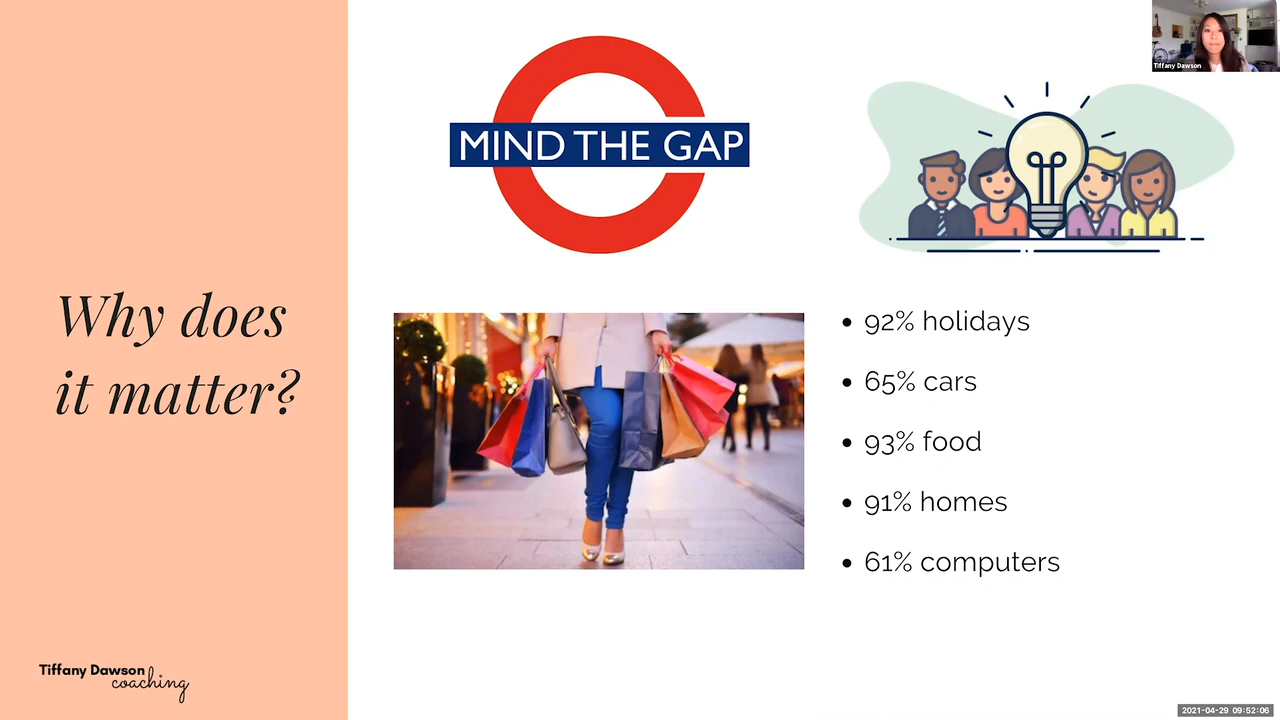 Why does
it matter?
Tiffany Dawson
coaching
MIND THE GAP
Tiffany Dawson
• 92% holidays
• 65% cars
• 93% food
• 91% homes
• 61% computers
2021-04-29 09:52:06